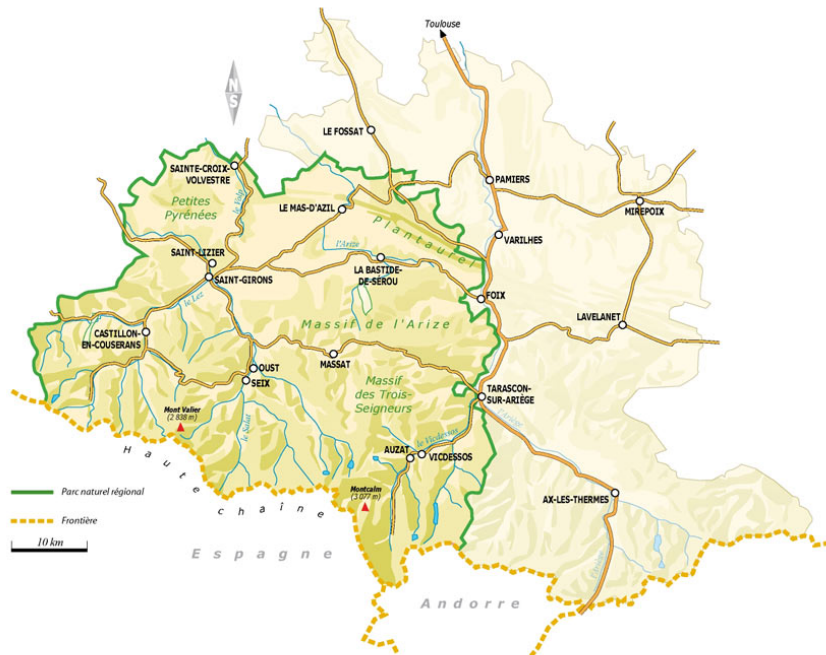 Toulouse
N
S
LE FOSSAT
SAINTE-CROIX-
VOLVESTRE
PAMIERS
Petites
Pyrénées
le Volp
LE MAS-D'AZIL
MIREPOIX
Plantaurel
VARILHES
l'Arize
SAINT-LIZIER
LA BASTIDE-
DE-SÉROU
SAINT-GIRONS
FOIX
le Lez
Massif de l'Arize
LAVELANET
CASTILLON-
EN-COUSERANS
MASSAT
OUST
SEIX
Massif
des Trois-
Seigneurs
TARASCON-
SUR-ARIÈGE
Mont Valier
(2 838 m)
le Salat
l'Ariège
le Vicdessos
AUZAT
VICDESSOS
Haute chaîne
Montcalm
(3 077 m)
AX-LES-THERMES
Parc naturel régional
Frontière
10 km
Espagne
l'Ariège
Andorre